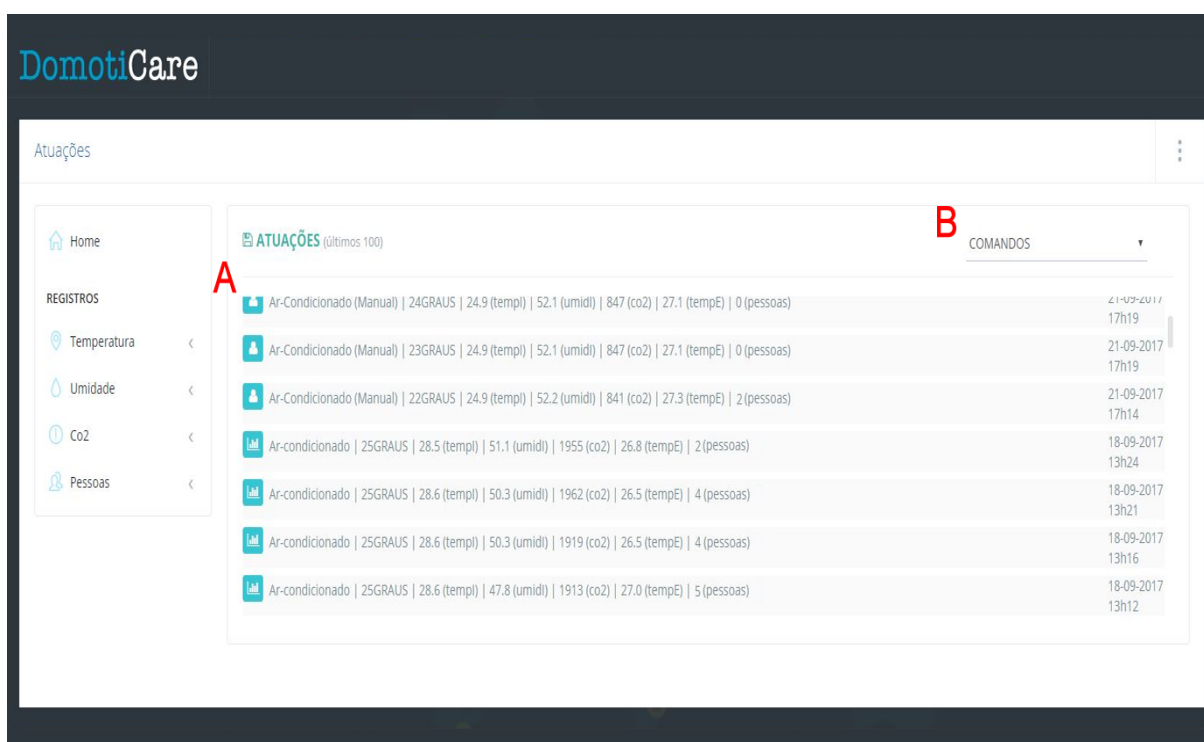 DomotiCare
Atuações
Home
REGISTROS
Temperatura
Umidade
Co2
Pessoas
A
ATUAÇÕES (últimos 100)
B
COMANDOS
Ar-Condicionado (Manual) | 24GRAUS | 24.9 (tempI) | 52.1 (umidI) | 847 (co2) | 27.1 (tempE) | 0 (pessoas)
21-09-2017
17h19
Ar-Condicionado (Manual) | 23GRAUS | 24.9 (tempI) | 52.1 (umidI) | 847 (co2) | 27.1 (tempE) | 0 (pessoas)
21-09-2017
17h19
Ar-Condicionado (Manual) | 22GRAUS | 24.9 (tempI) | 52.2 (umidI) | 841 (co2) | 27.3 (tempE) | 2 (pessoas)
21-09-2017
17h14
Ar-condicionado | 25GRAUS | 28.5 (tempI) | 51.1 (umidI) | 1955 (co2) | 26.8 (tempE) | 2 (pessoas)
18-09-2017
13h24
Ar-condicionado | 25GRAUS | 28.6 (tempI) | 50.3 (umidI) | 1962 (co2) | 26.5 (tempE) | 4 (pessoas)
18-09-2017
13h21
Ar-condicionado | 25GRAUS | 28.6 (tempI) | 50.3 (umidI) | 1919 (co2) | 26.5 (tempE) | 4 (pessoas)
18-09-2017
13h16
Ar-condicionado | 25GRAUS | 28.6 (tempI) | 47.8 (umidI) | 1913 (co2) | 27.0 (tempE) | 5 (pessoas)
18-09-2017
13h12